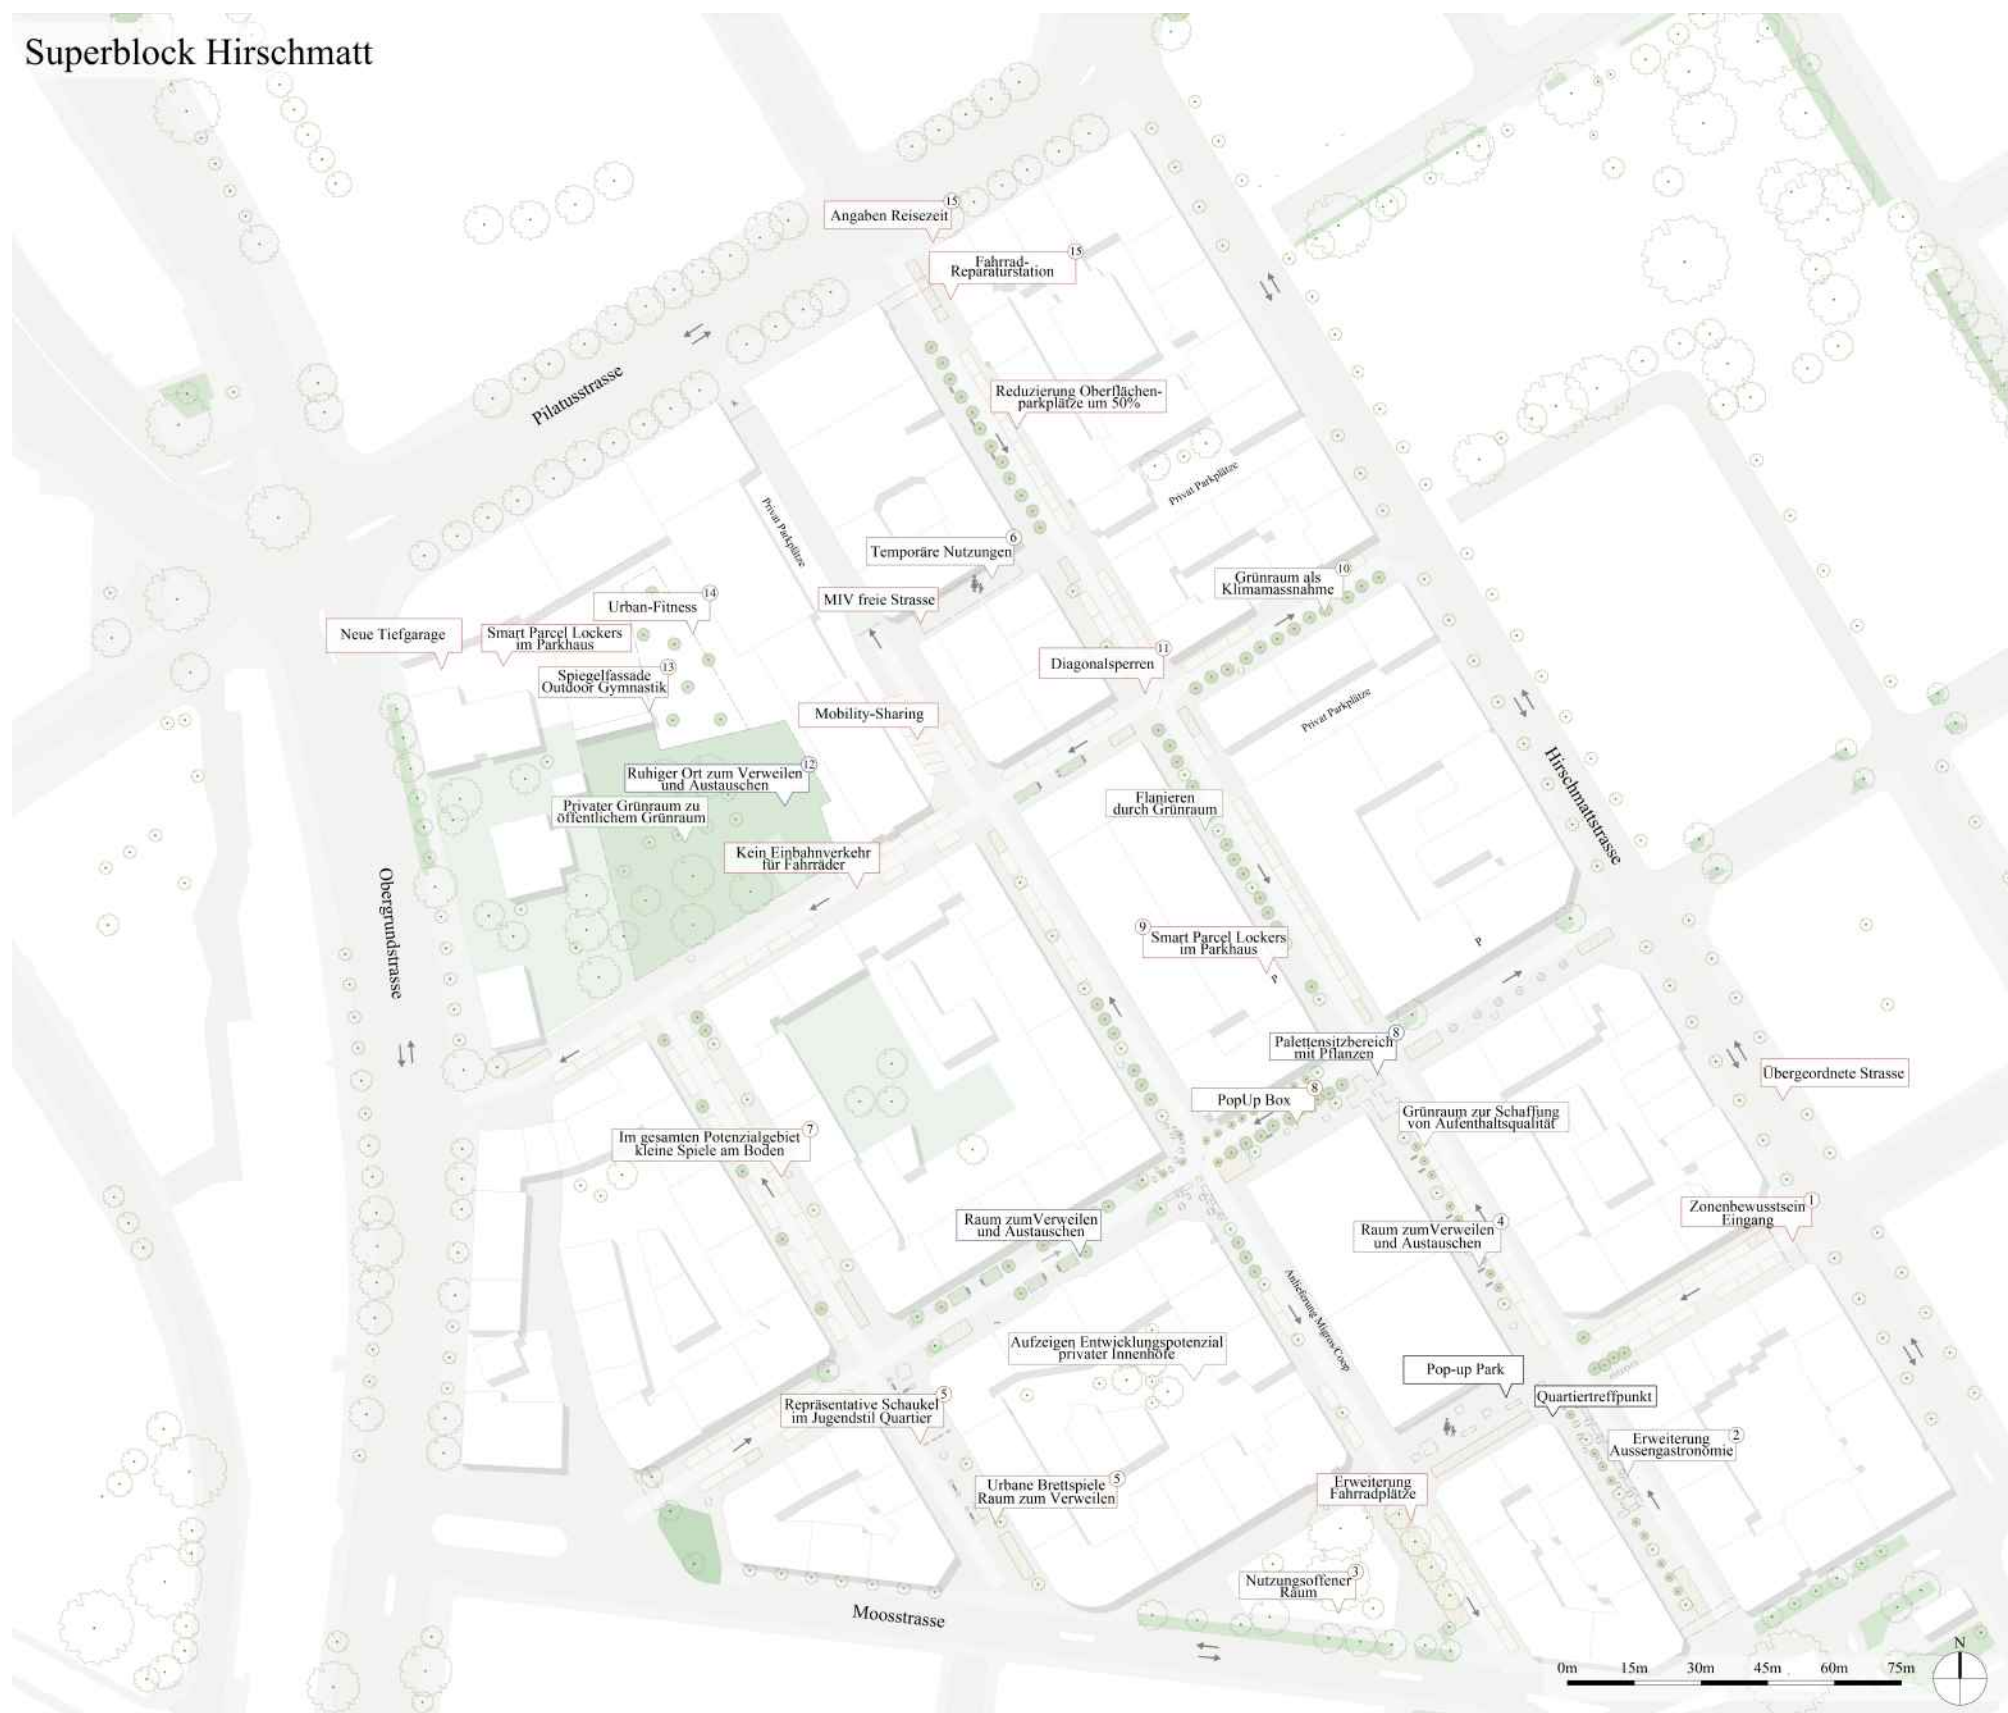 Superblock Hirschmatt
Angaben Reisezeit
15
Fahrrad-
Reparaturstation
15
Pilatusstrasse
Reduzierung Oberflächen-
parkplätze um 50%
Privat Parkplätze
Privat Parkplätze
Temporäre Nutzungen
6
Grünraum als
Klimamassnahme
10
MIV freie Strasse
Urban-Fitness
14
Neue Tiefgarage
Smart Parcel Lockers
im Parkhaus
Spiegelfassade
Outdoor Gymnastik
13
Diagonalsperren
11
Mobility-Sharing
Privat Parkplätze
Ruhiger Ort zum Verweilen
und Austauschen
12
Privater Grünraum zu
öffentlichem Grünraum
Flanieren
durch Grünraum
Hirschmattstrasse
Kein Einbahnverkehr
für Fahrräder
Obergrundstrasse
9
Smart Parcel Lockers
im Parkhaus
P
P
Palettensitzbereich
mit Pflanzen
8
PopUp Box
8
Übergeordnete Strasse
Grünraum zur Schaffung
von Aufenthaltsqualität
Im gesamten Potenzialgebiet
kleine Spiele am Boden
7
Raum zumVerweilen
und Austauschen
Raum zumVerweilen
und Austauschen
4
Zonenbewusstsein
Eingang
1
Anlieferung Migros/Coop
Aufzeigen Entwicklungspotenzial
privater Innenhöfe
Pop-up Park
Quartiertreffpunkt
Repräsentative Schaukel
im Jugendstil Quartier
5
Erweiterung
Aussengastronomie
2
Urbane Brettspiele
Raum zum Verweilen
5
Erweiterung
Fahrradplätze
Nutzungsoffener
Raum
3
Moosstrasse
0m 15m 30m 45m 60m 75m
N